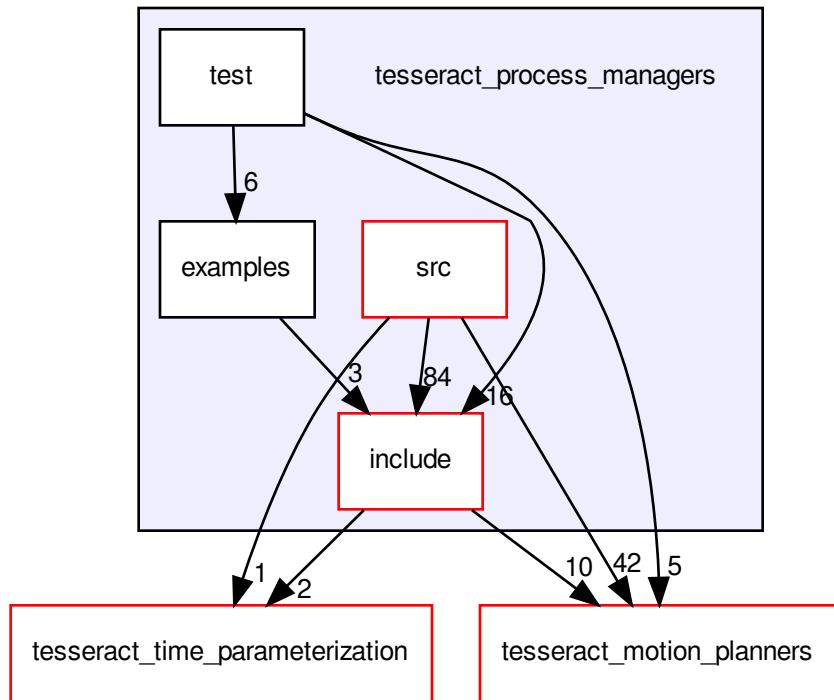 test
tesseract_process_managers
6
examples
src
3
84
16
include
1
2
10
42
5
tesseract_time_parameterization
tesseract_motion_planners